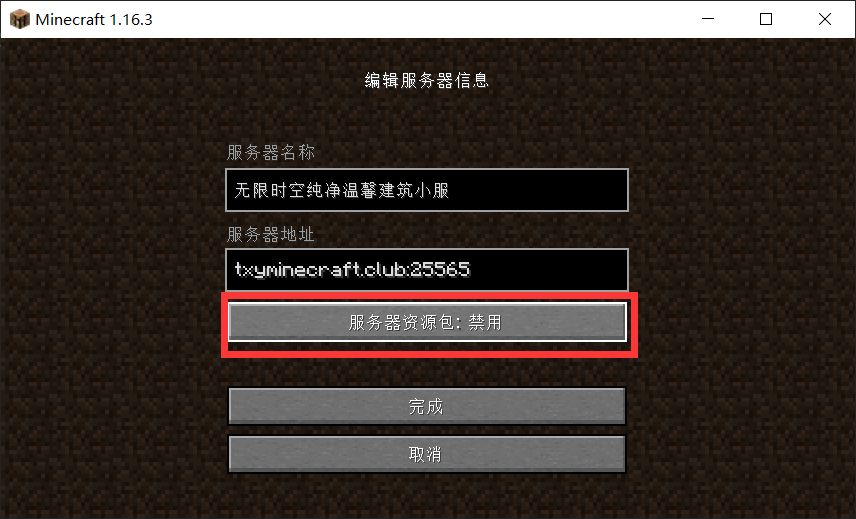 Minecraft 1.16.3
编辑服务器信息
服务器名称
无限时空纯净温馨建筑小服
服务器地址
txyminecraft.club:25565
服务器资源包: 禁用
完成
取消